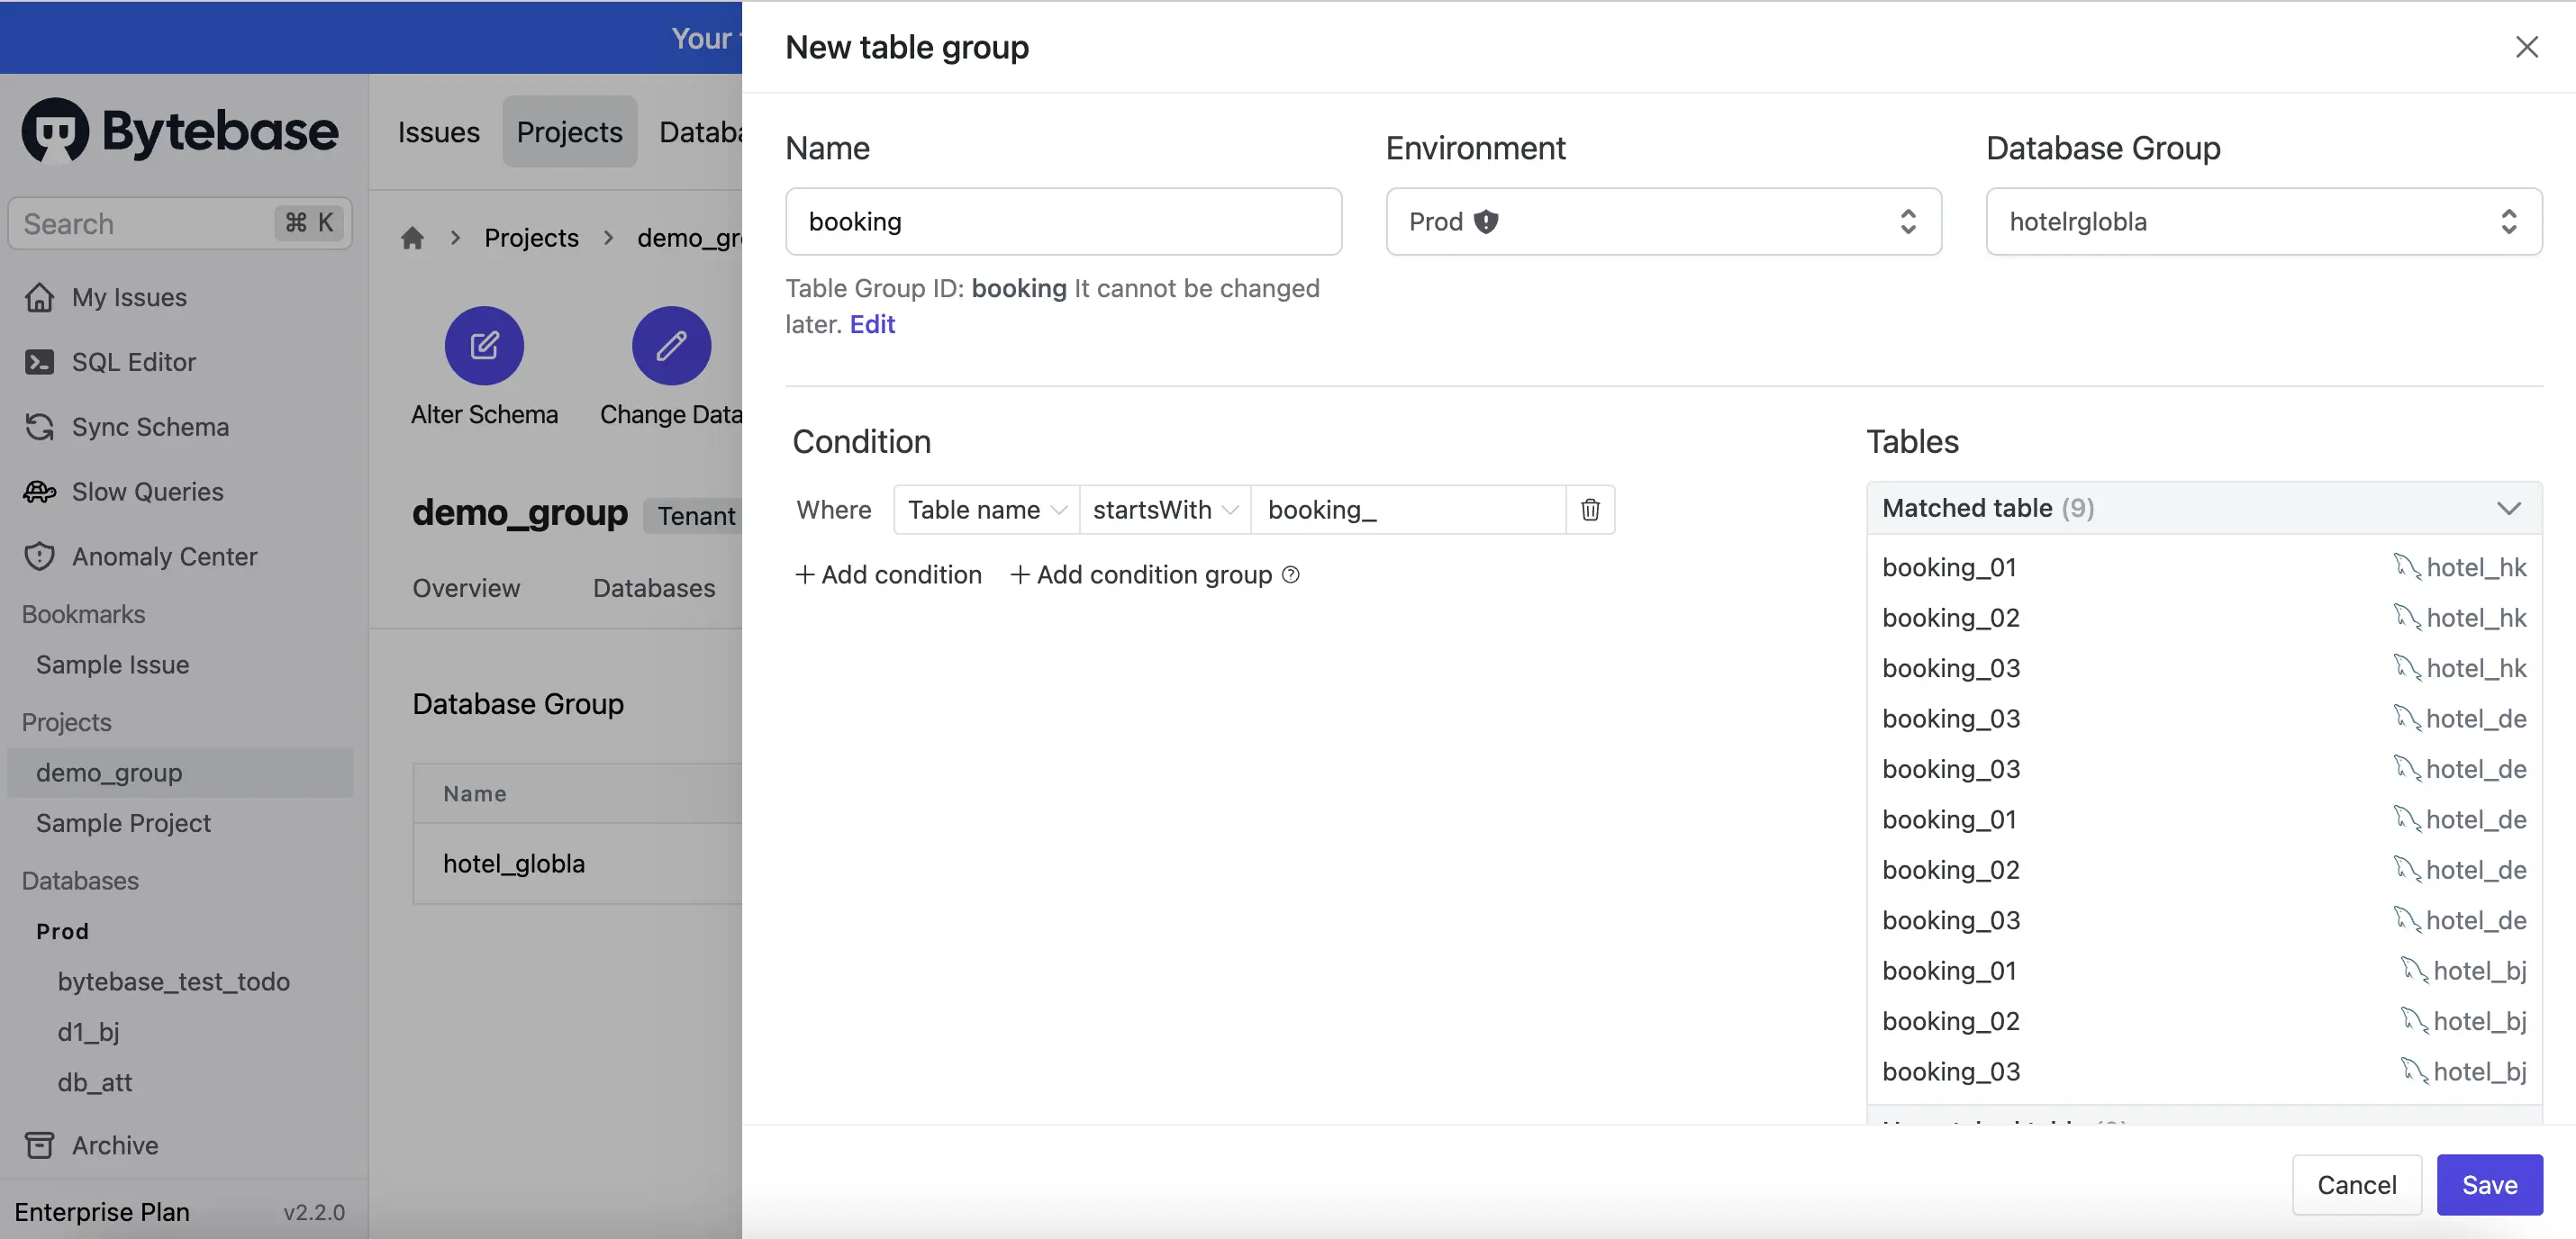 Your
Bytebase
Search ⌘ K
My Issues
SQL Editor
Sync Schema
Slow Queries
Anomaly Center
Bookmarks
Sample Issue
Projects
demo_group
Sample Project
Databases
Prod
bytebase_test_todo
d1_bj
db_att
Archive
Enterprise Plan v2.2.0
Issues Projects Databa
Projects demo_gr
Alter Schema Change Data
demo_group Tenant
Overview Databases
Database Group
Name
hotel_globla
New table group
Name Environment Database Group
booking Prod hotelrglobla
Table Group ID: booking It cannot be changed
later. Edit
Condition
Where Table name startsWith booking_
+ Add condition + Add condition group
Tables
Matched table (9)
booking_01 hotel_hk
booking_02 hotel_hk
booking_03 hotel_hk
booking_03 hotel_de
booking_03 hotel_de
booking_01 hotel_de
booking_02 hotel_de
booking_03 hotel_de
booking_01 hotel_bj
booking_02 hotel_bj
booking_03 hotel_bj
Cancel Save